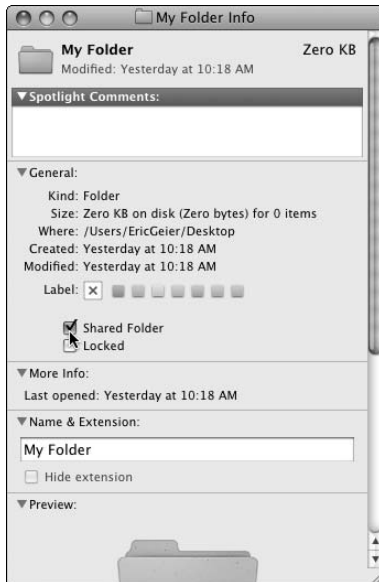 My Folder Info
My Folder Zero KB
Modified: Yesterday at 10:18 AM
Spotlight Comments:
General:
Kind: Folder
Size: Zero KB on disk (Zero bytes) for 0 items
Where: /Users/EricGeier/Desktop
Created: Yesterday at 10:18 AM
Modified: Yesterday at 10:18 AM
Label:
Shared Folder
Locked
More Info:
Last opened: Yesterday at 10:18 AM
Name & Extension:
My Folder
Hide extension
Preview: